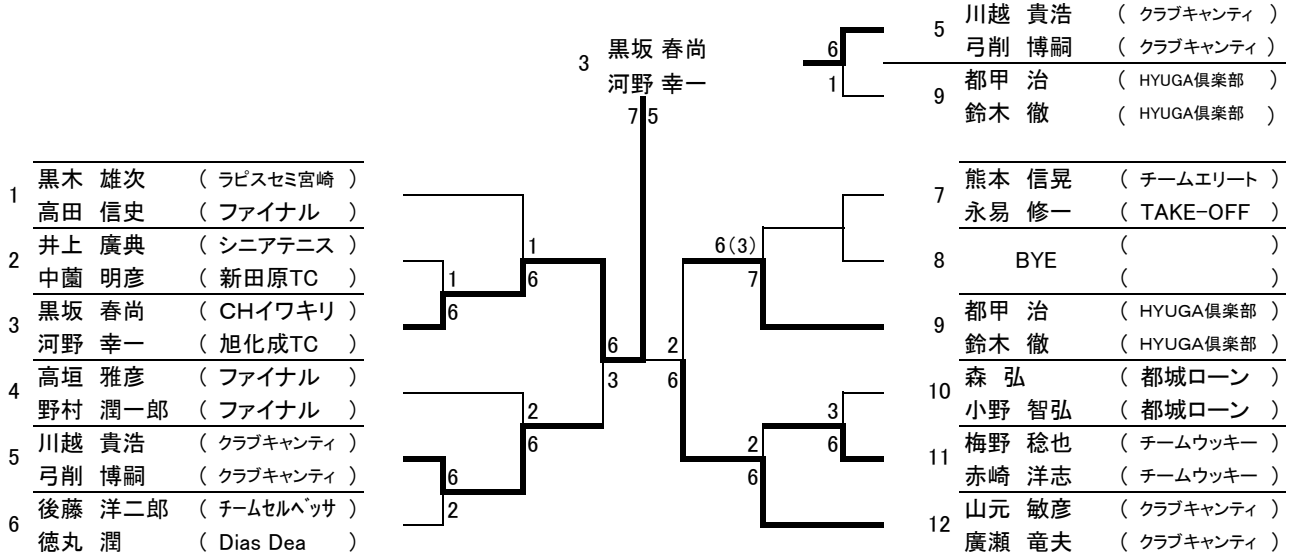 3 黒坂 春尚
河野 幸一
7 5
5 川越 貴浩 ( クラブキャンティ )
弓削 博嗣 ( クラブキャンティ )
9 都甲 治 ( HYUGA倶楽部 )
鈴木 徹 ( HYUGA倶楽部 )
6
1
1 黒木 雄次 ( ラピスセミ宮崎 )
高田 信史 ( ファイナル )
2 井上 廣典 ( シニアテニス )
中薗 明彦 ( 新田原TC )
3 黒坂 春尚 ( CHイワキリ )
河野 幸一 ( 旭化成TC )
4 高垣 雅彦 ( ファイナル )
野村 潤一郎 ( ファイナル )
5 川越 貴浩 ( クラブキャンティ )
弓削 博嗣 ( クラブキャンティ )
6 後藤 洋二郎 ( チームセルベッサ )
徳丸 潤 ( Dias Dea )
1
6
1
6
6
3
2
6
6
2
6(3)
7
2
6
3
6
2
6
7 熊本 信晃 ( チームエリート )
永易 修一 ( TAKE-OFF )
8 BYE ( )
( )
9 都甲 治 ( HYUGA倶楽部 )
鈴木 徹 ( HYUGA倶楽部 )
10 森 弘 ( 都城ローン )
小野 智弘 ( 都城ローン )
11 梅野 稔也 ( チームウッキー )
赤崎 洋志 ( チームウッキー )
12 山元 敏彦 ( クラブキャンティ )
廣瀬 竜夫 ( クラブキャンティ )